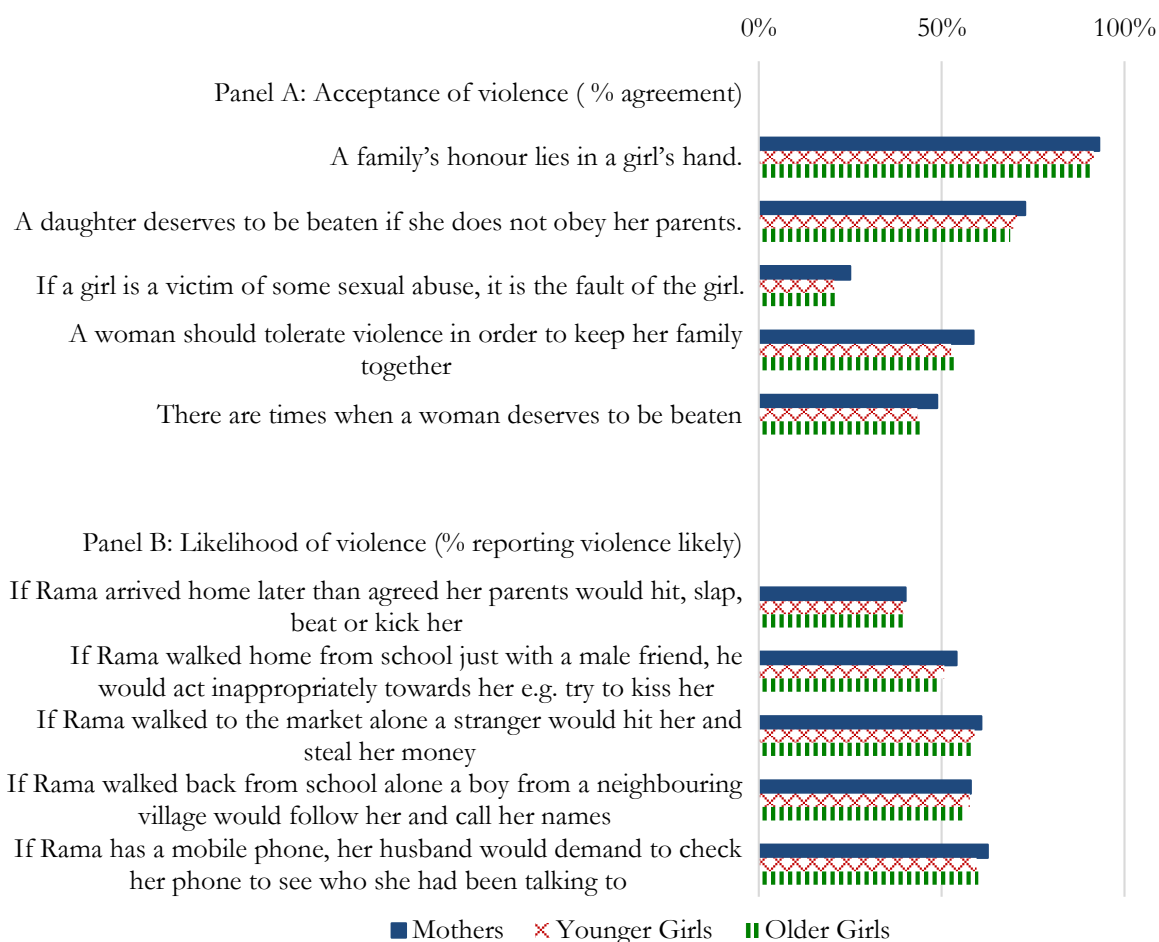 0% 50% 100%
Panel A: Acceptance of violence ( % agreement)
A family’s honour lies in a girl’s hand.
A daughter deserves to be beaten if she does not obey her parents.
If a girl is a victim of some sexual abuse, it is the fault of the girl.
A woman should tolerate violence in order to keep her family
together
There are times when a woman deserves to be beaten
Panel B: Likelihood of violence (% reporting violence likely)
If Rama arrived home later than agreed her parents would hit, slap,
beat or kick her
If Rama walked home from school just with a male friend, he
would act inappropriately towards her e.g. try to kiss her
If Rama walked to the market alone a stranger would hit her and
steal her money
If Rama walked back from school alone a boy from a neighbouring
village would follow her and call her names
If Rama has a mobile phone, her husband would demand to check
her phone to see who she had been talking to
Mothers Younger Girls Older Girls